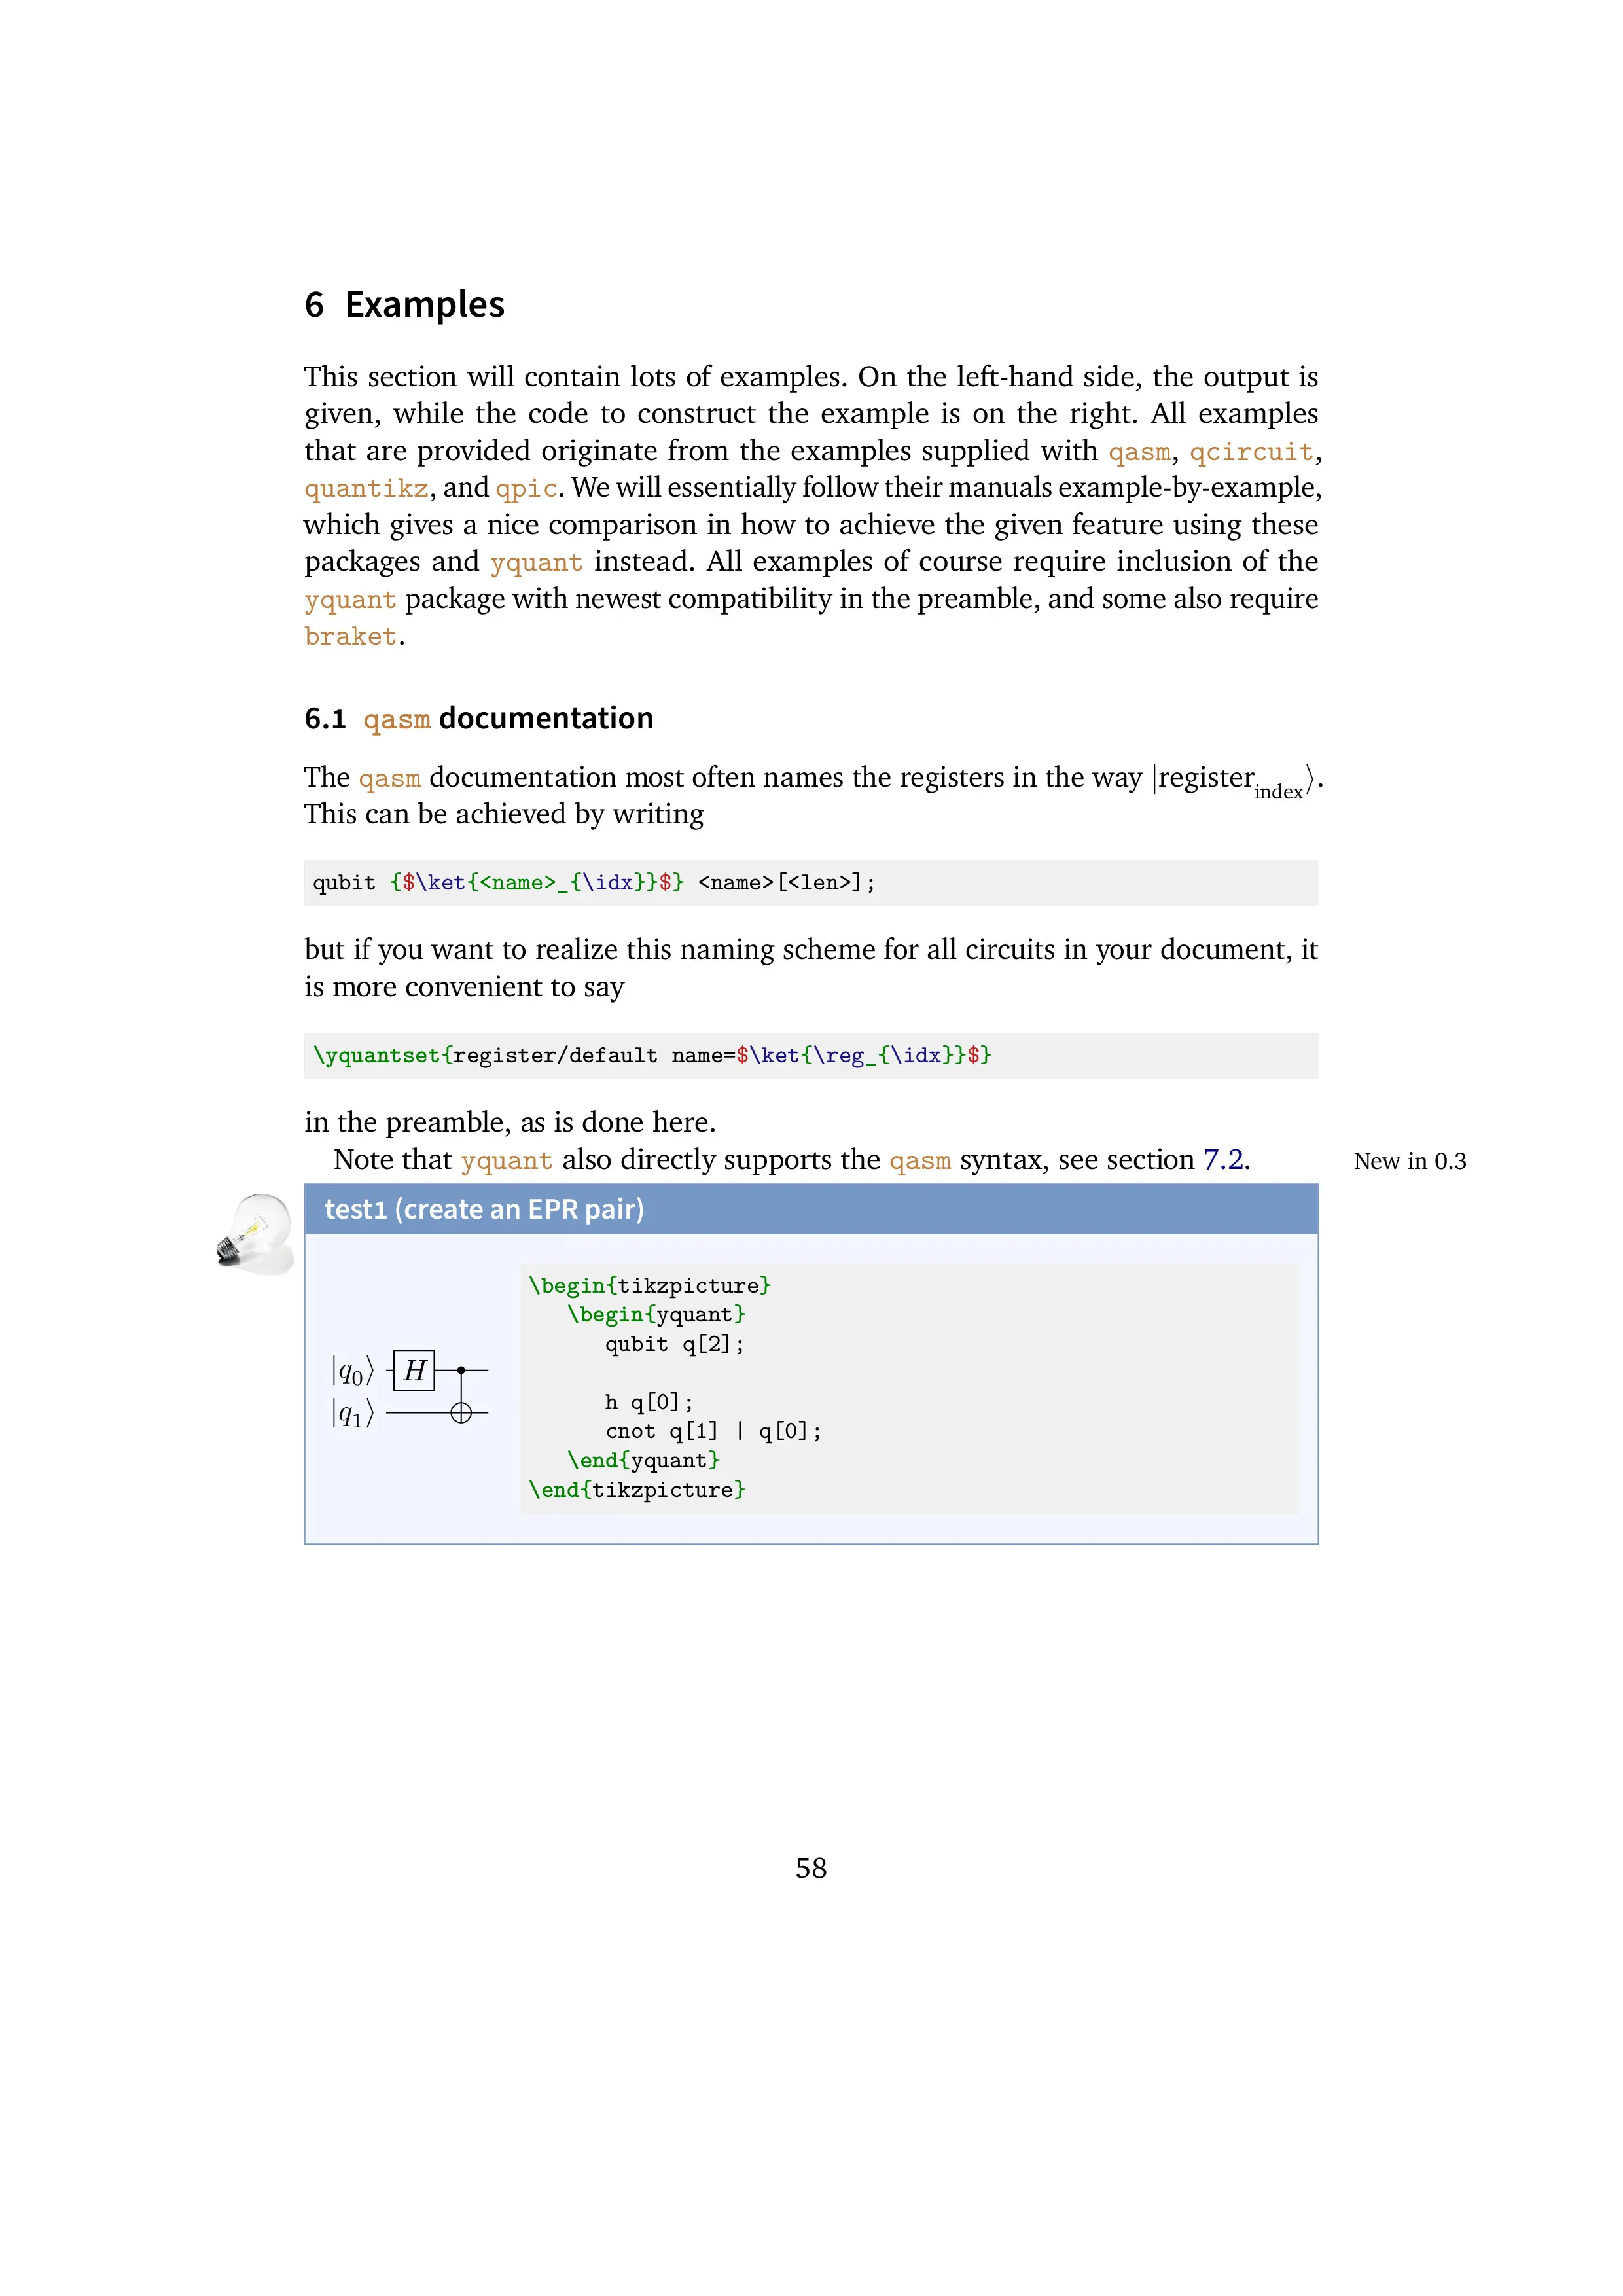 6 Examples
This section will contain lots of examples. On the left-hand side, the output is
given, while the code to construct the example is on the right. All examples
that are provided originate from the examples supplied with qasm, qcircuit,
quantikz, and qpic. We will essentially follow their manuals example-by-example,
which gives a nice comparison in how to achieve the given feature using these
packages and yquant instead. All examples of course require inclusion of the
yquant package with newest compatibility in the preamble, and some also require
braket.
6.1 qasm documentation
The qasm documentation most often names the registers in the way |register_index⟩.
This can be achieved by writing
qubit {$\ket{<name>_{\idx}}$} <name>[<len>];
but if you want to realize this naming scheme for all circuits in your document, it
is more convenient to say
\yquantset{register/default name=$\ket{\reg_{\idx}}$}
in the preamble, as is done here.
Note that yquant also directly supports the qasm syntax, see section 7.2.
New in 0.3
test1 (create an EPR pair)
|q₀⟩ H
|q₁⟩
\begin{tikzpicture}
\begin{yquant}
qubit q[2];
h q[0];
cnot q[1] | q[0];
\end{yquant}
\end{tikzpicture}
58